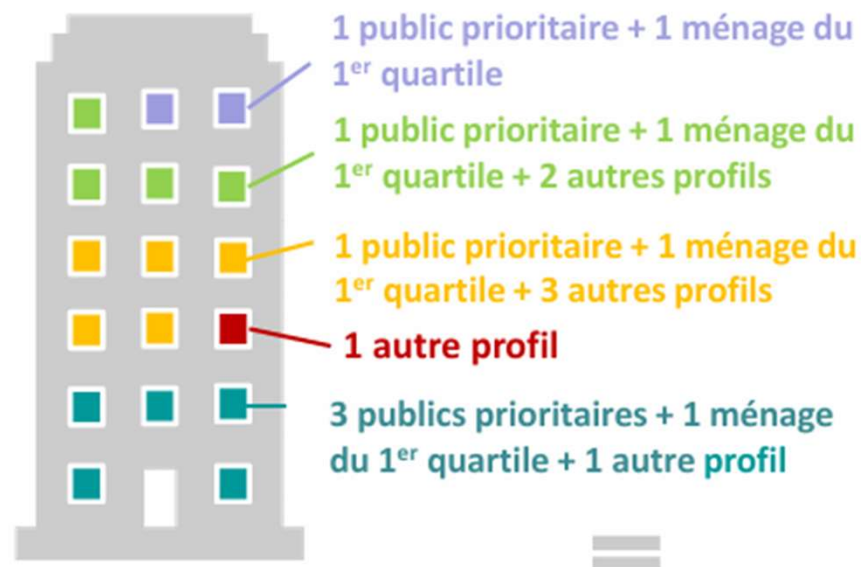 1 public prioritaire + 1 ménage du
1er quartile
1 public prioritaire + 1 ménage du
1er quartile + 2 autres profils
1 public prioritaire + 1 ménage du
1er quartile + 3 autres profils
1 autre profil
3 publics prioritaires + 1 ménage
du 1er quartile + 1 autre profil